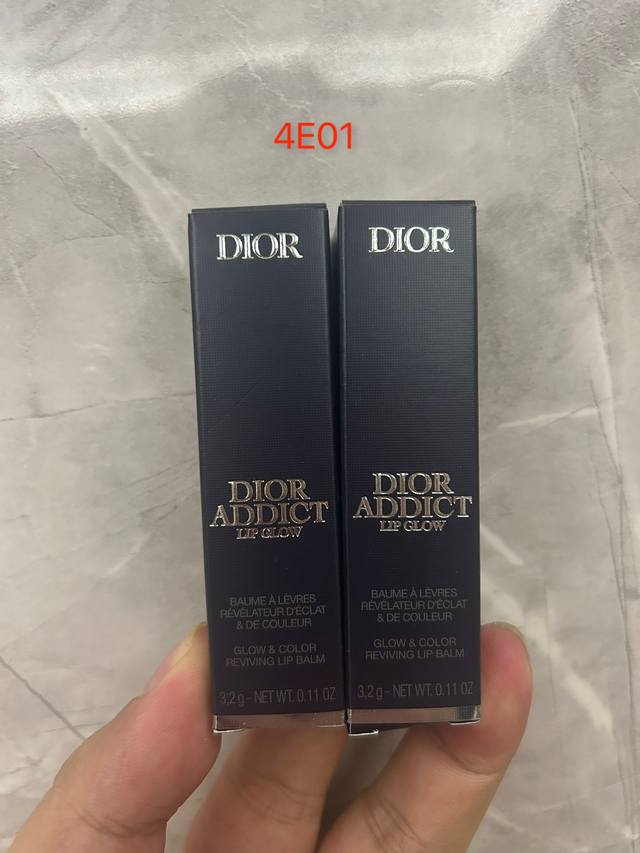 4E01
DIOR
DIOR
ADDICT
LIP GLOW
BAUME À LÈVRES
RÉVÉLATEUR D'ÉCLAT
& DE COULEUR
GLOW & COLOR
REVIVING LIP BALM
3,2 g - NET WT. 0.11 OZ
DIOR
DIOR
ADDICT
LIP GLOW
BAUME À LÈVRES
RÉVÉLATEUR D'ÉCLAT
& DE COULEUR
GLOW & COLOR
REVIVING LIP BALM
3,2 g - NET WT. 0.11 OZ